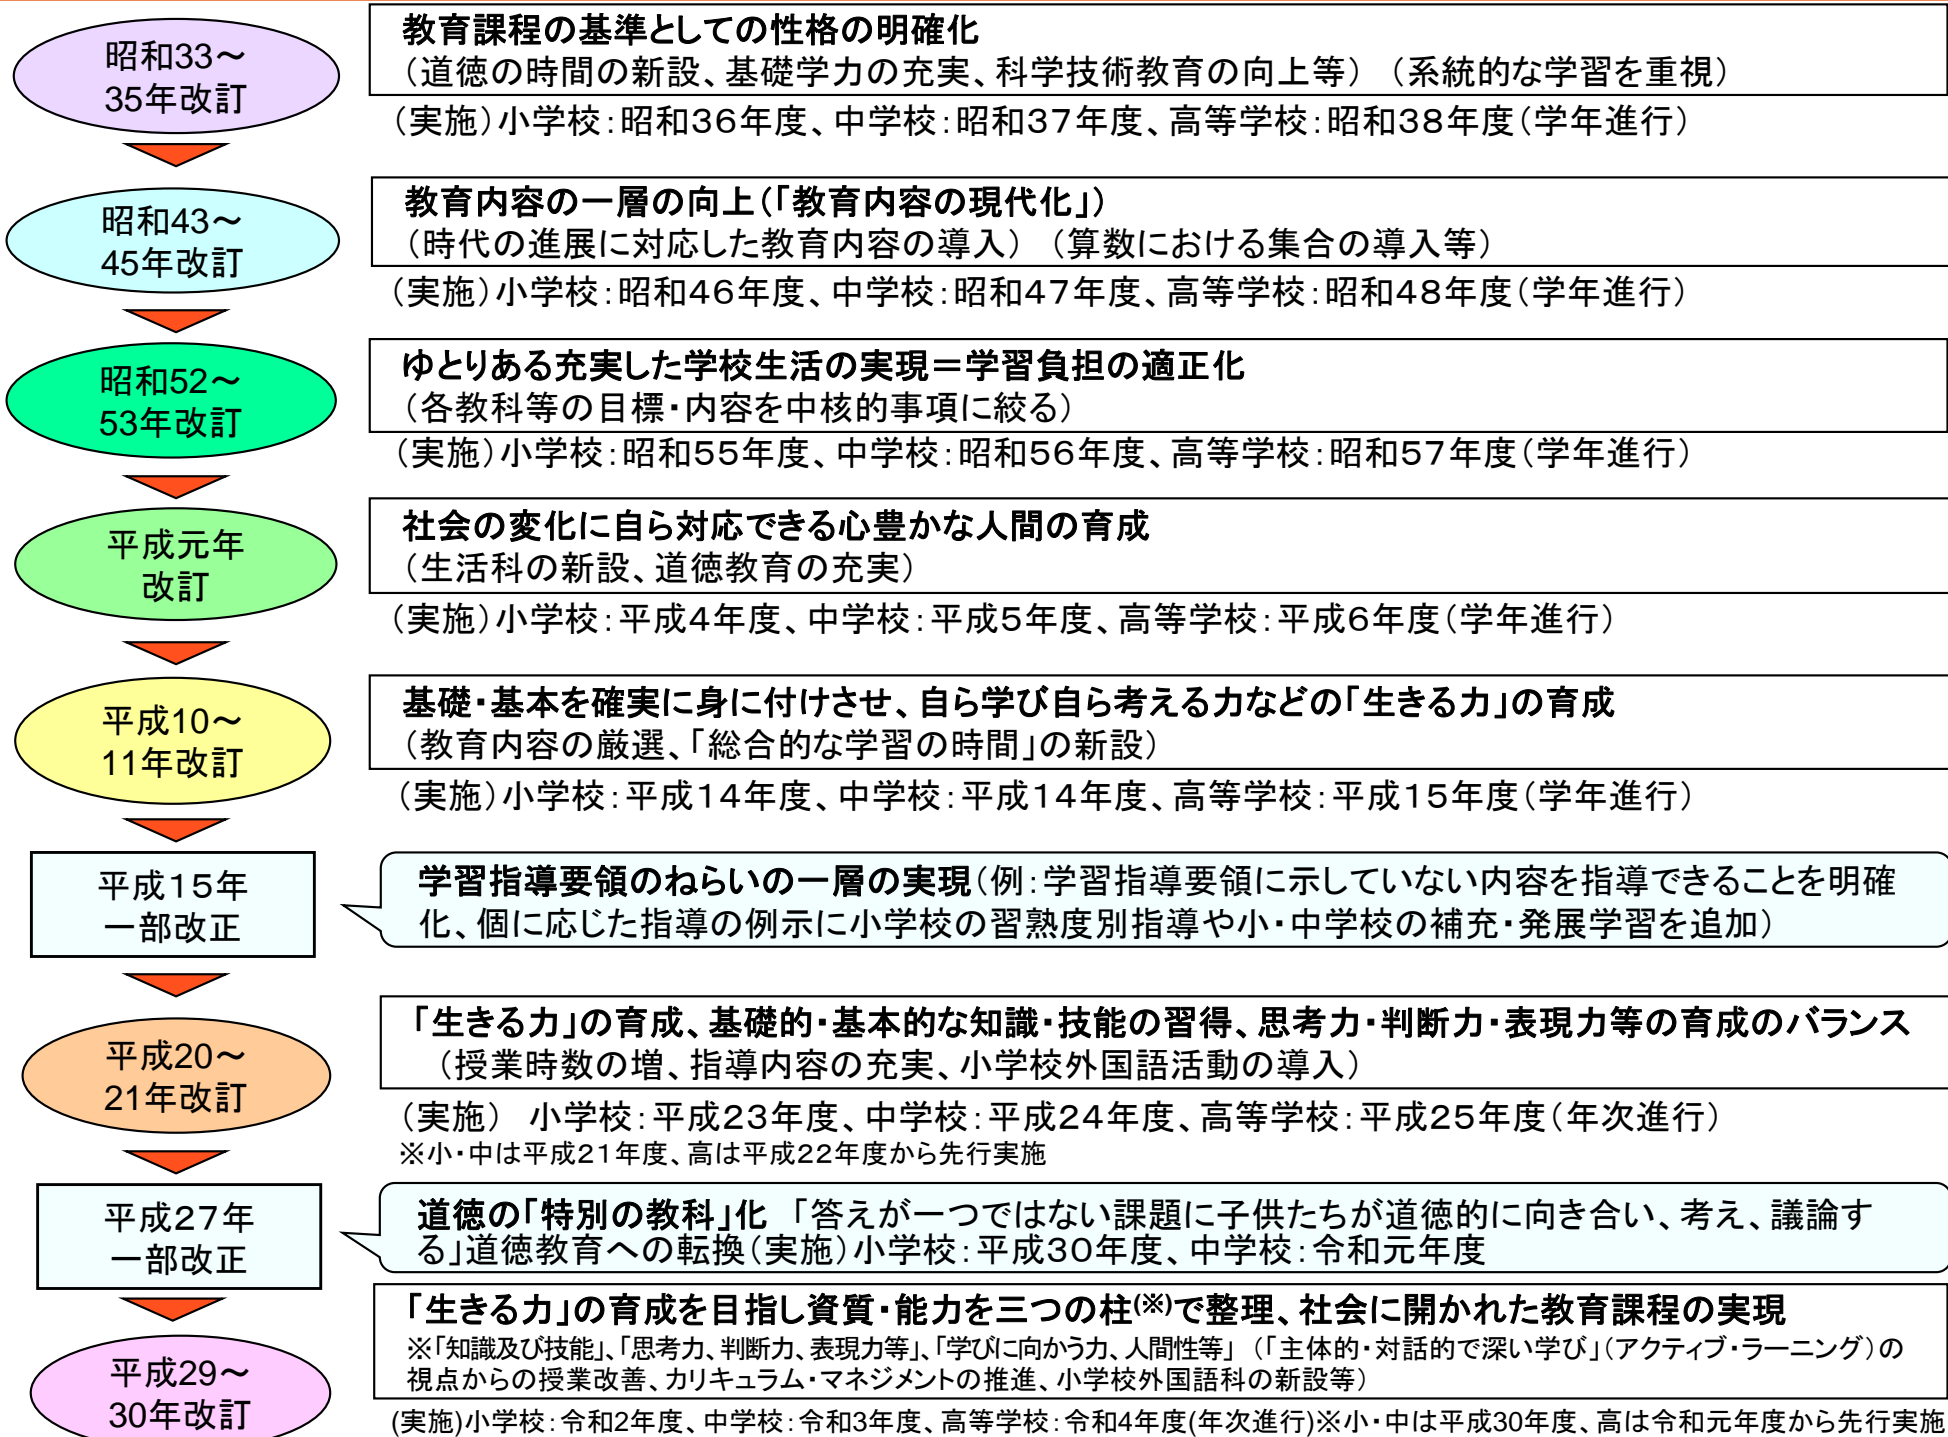 昭和33～
35年改訂
教育課程の基準としての性格の明確化
（道徳の時間の新設、基礎学力の充実、科学技術教育の向上等）（系統的な学習を重視）
（実施）小学校：昭和３６年度、中学校：昭和３７年度、高等学校：昭和３８年度（学年進行）
昭和43～
45年改訂
教育内容の一層の向上（「教育内容の現代化」）
（時代の進展に対応した教育内容の導入）（算数における集合の導入等）
（実施）小学校：昭和４６年度、中学校：昭和４７年度、高等学校：昭和４８年度（学年進行）
昭和52～
53年改訂
ゆとりある充実した学校生活の実現＝学習負担の適正化
（各教科等の目標・内容を中核的事項に絞る）
（実施）小学校：昭和５５年度、中学校：昭和５６年度、高等学校：昭和５７年度（学年進行）
平成元年
改訂
社会の変化に自ら対応できる心豊かな人間の育成
（生活科の新設、道徳教育の充実）
（実施）小学校：平成４年度、中学校：平成５年度、高等学校：平成６年度（学年進行）
平成10～
11年改訂
基礎・基本を確実に身に付けさせ、自ら学び自ら考える力などの「生きる力」の育成
（教育内容の厳選、「総合的な学習の時間」の新設）
（実施）小学校：平成１４年度、中学校：平成１４年度、高等学校：平成１５年度（学年進行）
平成１５年
一部改正
学習指導要領のねらいの一層の実現（例：学習指導要領に示していない内容を指導できることを明確
化、個に応じた指導の例示に小学校の習熟度別指導や小・中学校の補充・発展学習を追加）
平成20～
21年改訂
「生きる力」の育成、基礎的・基本的な知識・技能の習得、思考力・判断力・表現力等の育成のバランス
（授業時数の増、指導内容の充実、小学校外国語活動の導入）
（実施） 小学校：平成２３年度、中学校：平成２４年度、高等学校：平成２５年度（年次進行）
※小・中は平成２１年度、高は平成２２年度から先行実施
平成２７年
一部改正
道徳の「特別の教科」化 「答えが一つではない課題に子供たちが道徳的に向き合い、考え、議論す
る」道徳教育への転換（実施）小学校：平成３０年度、中学校：令和元年度
平成29～
30年改訂
「生きる力」の育成を目指し資質・能力を三つの柱(※)で整理、社会に開かれた教育課程の実現
※「知識及び技能」、「思考力、判断力、表現力等」、「学びに向かう力、人間性等」（「主体的・対話的で深い学び」（アクティブ・ラーニング）の
視点からの授業改善、カリキュラム・マネジメントの推進、小学校外国語科の新設等）
(実施)小学校：令和2年度、中学校：令和3年度、高等学校：令和4年度(年次進行)※小・中は平成30年度、高は令和元年度から先行実施